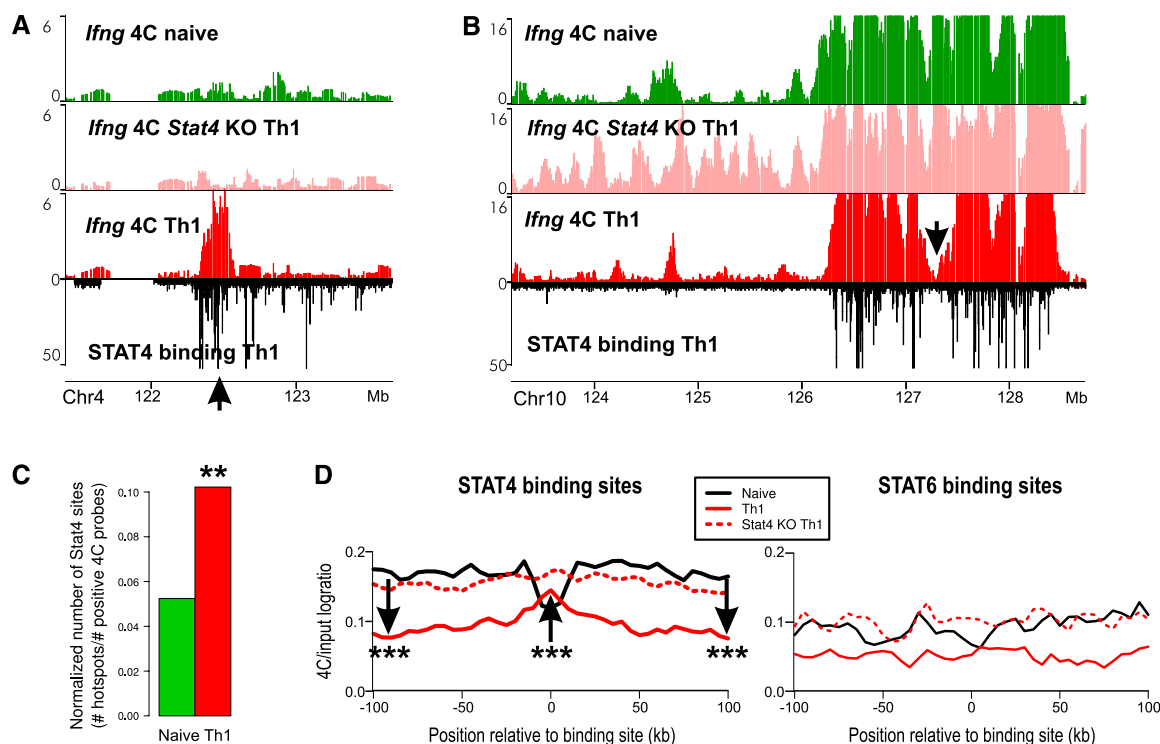 A
6
Ifng 4C naive
0
6
Ifng 4C Stat4 KO Th1
0
6
Ifng 4C Th1
0
STAT4 binding Th1
50
Chr4 122 123 Mb
B
16
Ifng 4C naive
0
16
Ifng 4C Stat4 KO Th1
0
16
Ifng 4C Th1
0
STAT4 binding Th1
50
Chr10 124 125 126 127 128 Mb
C
**
Normalized number of Stat4 sites
(# hotspots/# positive 4C probes)
0.10
0.08
0.06
0.04
0.02
0.00
Naive Th1
D
STAT4 binding sites
Naive
Th1
Stat4 KO Th1
STAT6 binding sites
4C/input logratio
0.2
0.1
0.0
*** *** ***
-100 -50 0 50 100
Position relative to binding site (kb)
0.2
0.1
0.0
-100 -50 0 50 100
Position relative to binding site (kb)